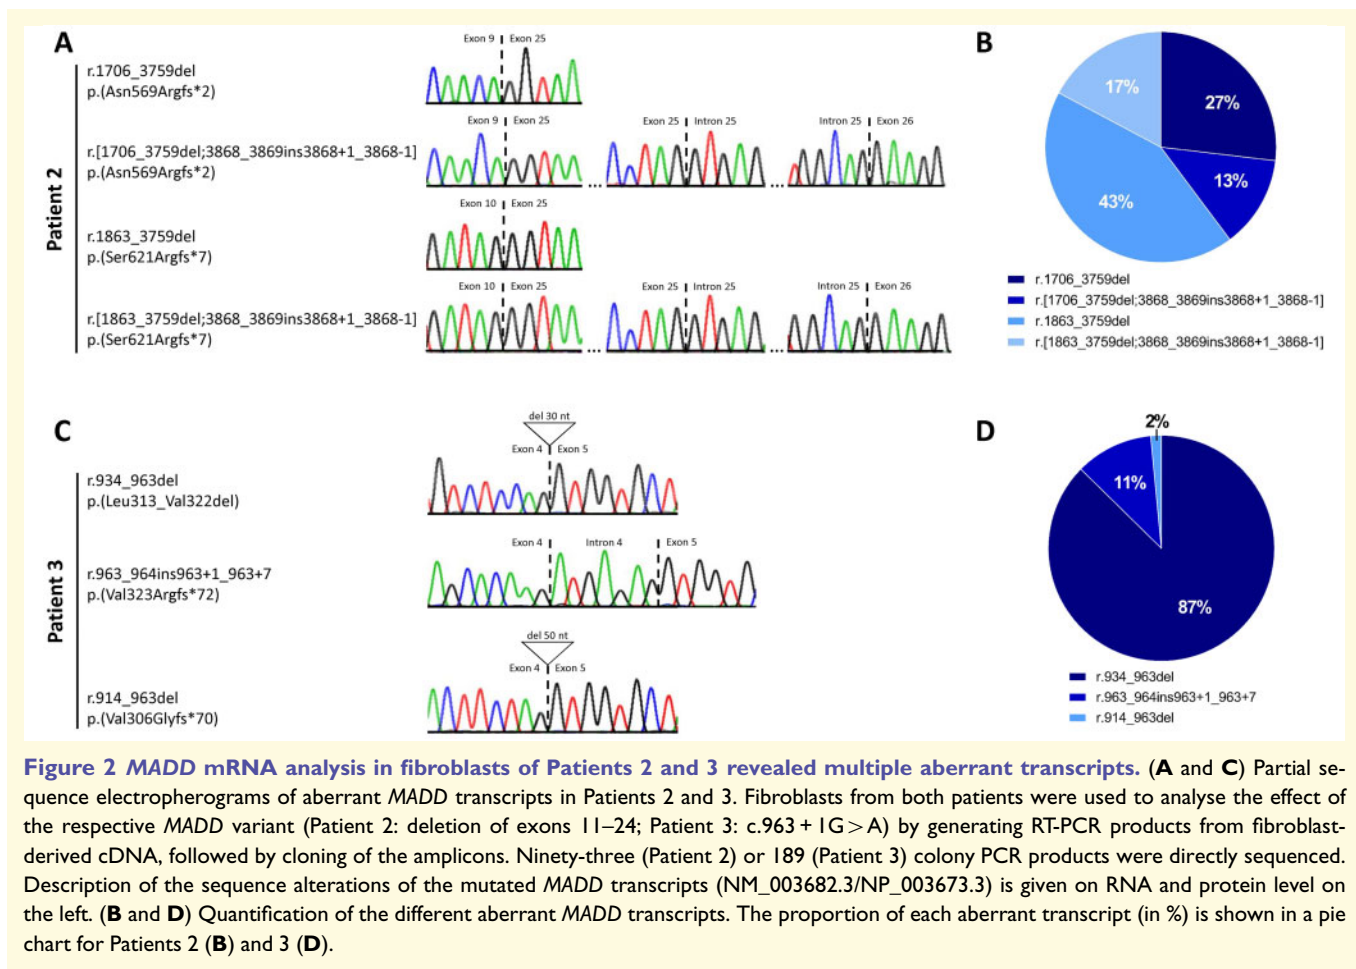 A
Patient 2
r.1706_3759del
p.(Asn569Argfs*2)
Exon 9 Exon 25
r.[1706_3759del;3868_3869ins3868+1_3868-1]
p.(Asn569Argfs*2)
Exon 9 Exon 25 Exon 25 Intron 25 Intron 25 Exon 26
... ...
r.1863_3759del
p.(Ser621Argfs*7)
Exon 10 Exon 25
r.[1863_3759del;3868_3869ins3868+1_3868-1]
p.(Ser621Argfs*7)
Exon 10 Exon 25 Exon 25 Intron 25 Intron 25 Exon 26
... ...
B
27%
13%
43%
17%
r.1706_3759del
r.[1706_3759del;3868_3869ins3868+1_3868-1]
r.1863_3759del
r.[1863_3759del;3868_3869ins3868+1_3868-1]
C
Patient 3
del 30 nt
Exon 4 Exon 5
r.934_963del
p.(Leu313_Val322del)
Exon 4 Intron 4 Exon 5
r.963_964ins963+1_963+7
p.(Val323Argfs*72)
del 50 nt
Exon 4 Exon 5
r.914_963del
p.(Val306Glyfs*70)
D
2%
11%
87%
r.934_963del
r.963_964ins963+1_963+7
r.914_963del
Figure 2 MADD mRNA analysis in fibroblasts of Patients 2 and 3 revealed multiple aberrant transcripts. (A and C) Partial se-
quence electropherograms of aberrant MADD transcripts in Patients 2 and 3. Fibroblasts from both patients were used to analyse the effect of
the respective MADD variant (Patient 2: deletion of exons 11–24; Patient 3: c.963 + 1G > A) by generating RT-PCR products from fibroblast-
derived cDNA, followed by cloning of the amplicons. Ninety-three (Patient 2) or 189 (Patient 3) colony PCR products were directly sequenced.
Description of the sequence alterations of the mutated MADD transcripts (NM_003682.3/NP_003673.3) is given on RNA and protein level on
the left. (B and D) Quantification of the different aberrant MADD transcripts. The proportion of each aberrant transcript (in %) is shown in a pie
chart for Patients 2 (B) and 3 (D).